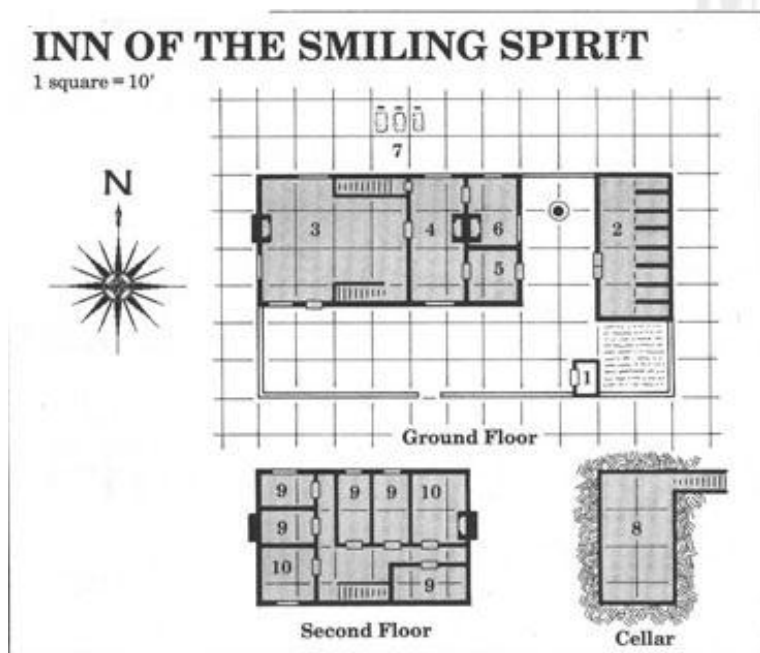 INN OF THE SMILING SPIRIT
1 square = 10'
7
N
3
4
6
2
5
1
Ground Floor
9 9 9 10
9
8
10
9
Second Floor
Cellar